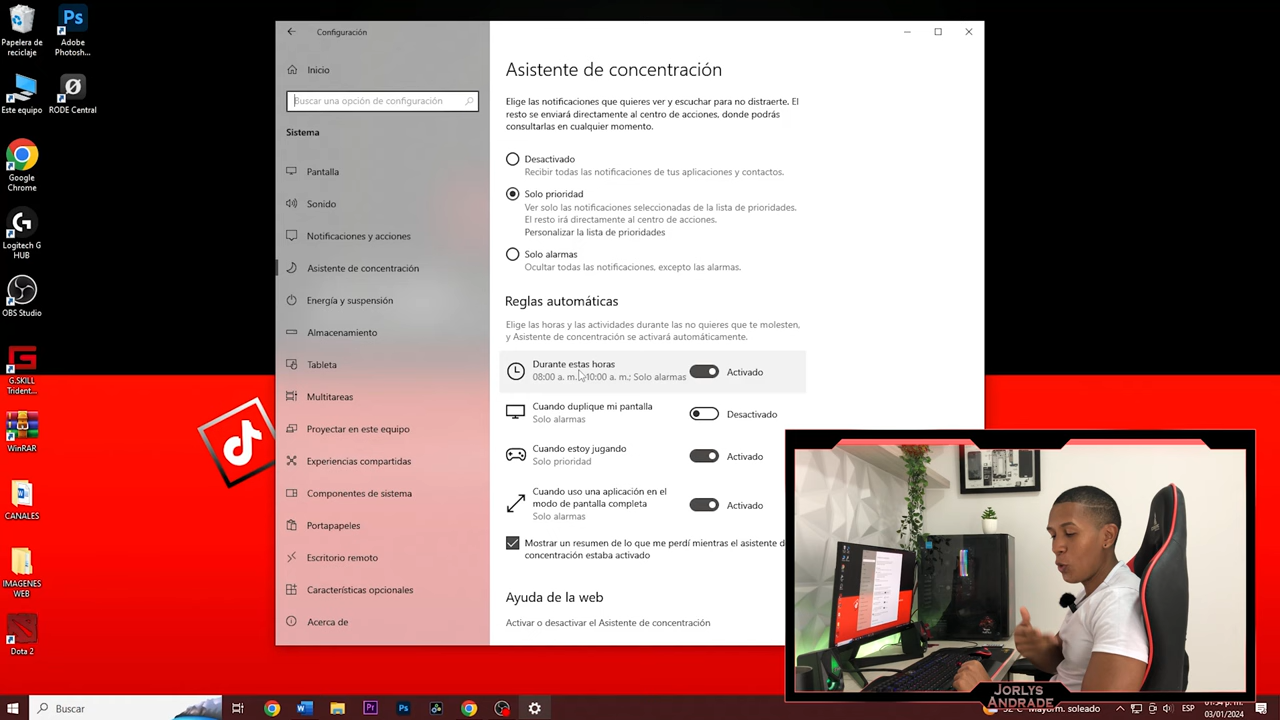 Papelera de
reciclaje
Adobe
Photosh...
Este equipo
RODE Central
Google
Chrome
Logitech G
HUB
OBS Studio
G.SKILL
Trident...
WinRAR
CANALES
IMAGENES
WEB
Dota 2
Configuración
Inicio
Buscar una opción de configuración
Sistema
Pantalla
Sonido
Notificaciones y acciones
Asistente de concentración
Energía y suspensión
Almacenamiento
Tableta
Multitareas
Proyectar en este equipo
Experiencias compartidas
Componentes de sistema
Portapapeles
Escritorio remoto
Características opcionales
Acerca de
Asistente de concentración
Elige las notificaciones que quieres ver y escuchar para no distraerte. El
resto se enviará directamente al centro de acciones, donde podrás
consultarlas en cualquier momento.
Desactivado
Recibir todas las notificaciones de tus aplicaciones y contactos.
Solo prioridad
Ver solo las notificaciones seleccionadas de la lista de prioridades.
El resto irá directamente al centro de acciones.
Personalizar la lista de prioridades
Solo alarmas
Ocultar todas las notificaciones, excepto las alarmas.
Reglas automáticas
Elige las horas y las actividades durante las no quieres que te molesten,
y Asistente de concentración se activará automáticamente.
Durante estas horas
08:00 a. m. - 10:00 a. m.; Solo alarmas
Activado
Cuando duplique mi pantalla
Solo alarmas
Desactivado
Cuando estoy jugando
Solo prioridad
Activado
Cuando uso una aplicación en el
modo de pantalla completa
Solo alarmas
Activado
Mostrar un resumen de lo que me perdí mientras el asistente d
concentración estaba activado
Ayuda de la web
Activar o desactivar el Asistente de concentración
Jorlys
Andrade
Buscar
32°C Mayorm. soleado
ESP
01:54 p. m.
03/01/2024